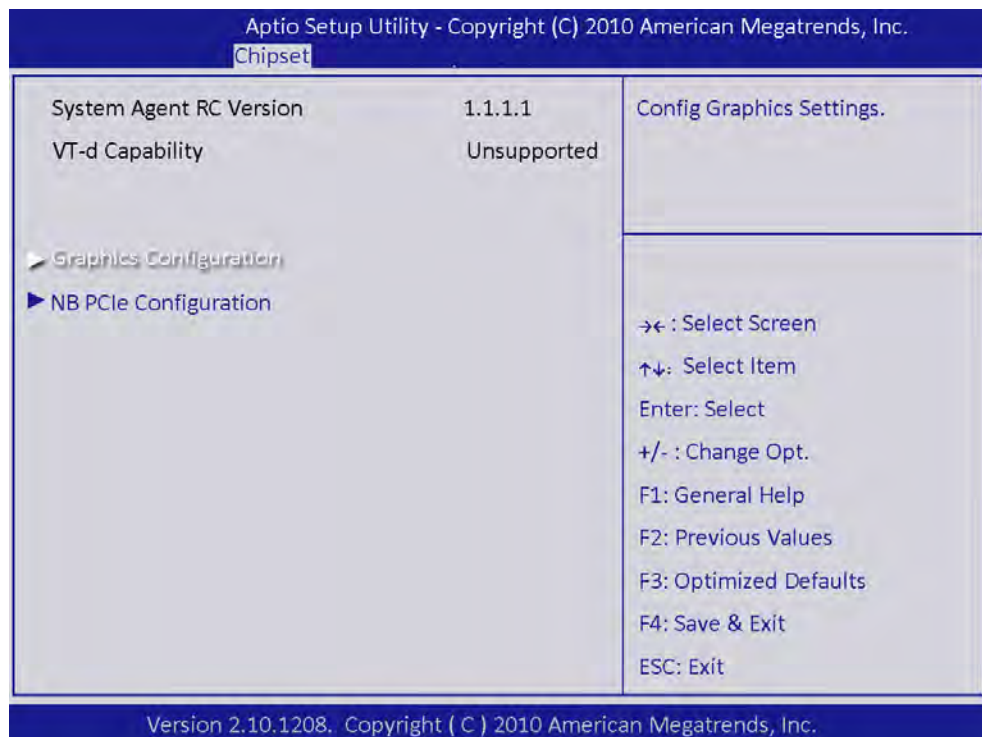 Aptio Setup Utility - Copyright (C) 2010 American Megatrends, Inc.
Chipset
System Agent RC Version 1.1.1.1
VT-d Capability Unsupported
Graphics Configuration
NB PCIe Configuration
Config Graphics Settings.
→← : Select Screen
↑↓: Select Item
Enter: Select
+/- : Change Opt.
F1: General Help
F2: Previous Values
F3: Optimized Defaults
F4: Save & Exit
ESC: Exit
Version 2.10.1208. Copyright ( C ) 2010 American Megatrends, Inc.